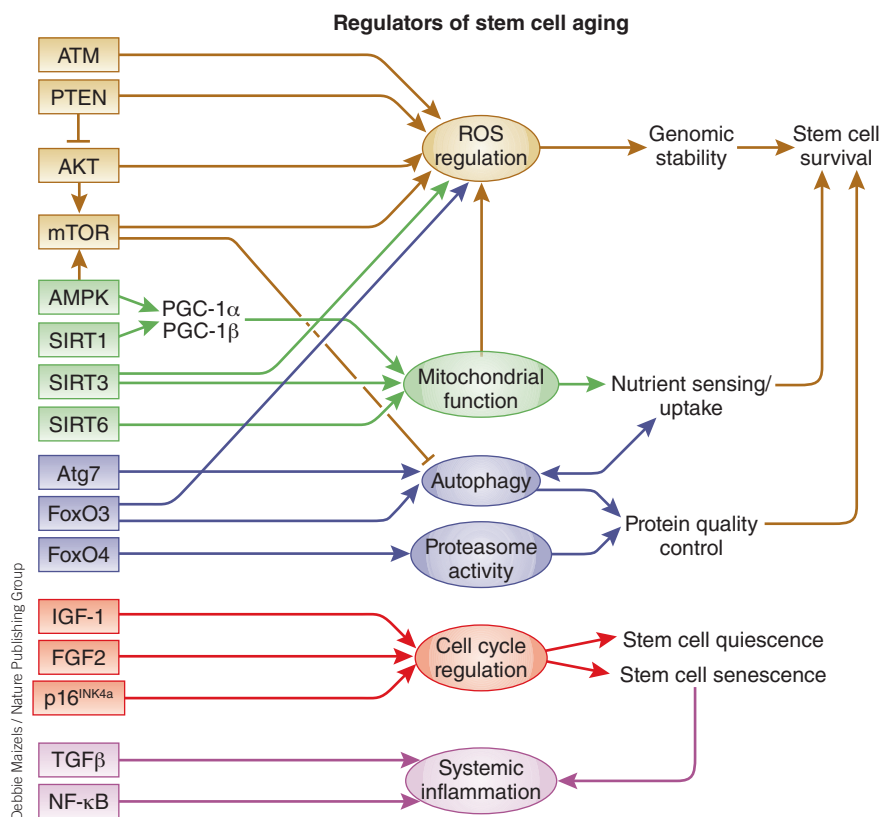 Regulators of stem cell aging
ATM
PTEN
AKT
mTOR
AMPK
SIRT1
SIRT3
SIRT6
Atg7
FoxO3
FoxO4
IGF-1
FGF2
p16INK4a
TGFβ
NF-κB
PGC-1α
PGC-1β
ROS
regulation
Mitochondrial
function
Autophagy
Proteasome
activity
Cell cycle
regulation
Systemic
inflammation
Genomic
stability
Stem cell
survival
Nutrient sensing/
uptake
Protein quality
control
Stem cell quiescence
Stem cell senescence
Debbie Maizels / Nature Publishing Group